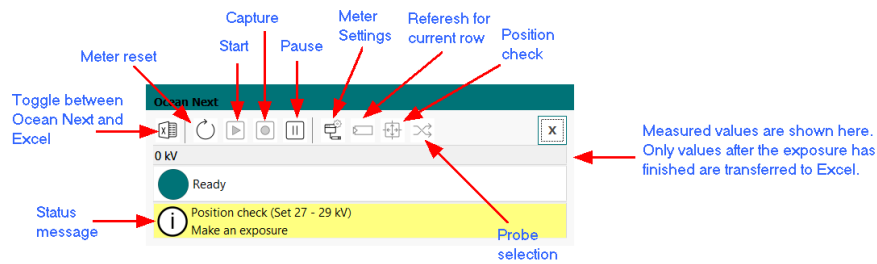 Capture
Meter
Settings
Referesh for
current row
Start
Pause
Position
check
Meter reset
Ocean Next
Toggle between
Ocean Next and
Excel
X
x
0 kV
Measured values are shown here.
Only values after the exposure has
finished are transferred to Excel.
Ready
Status
message
i
Position check (Set 27 - 29 kV)
Make an exposure
Probe
selection